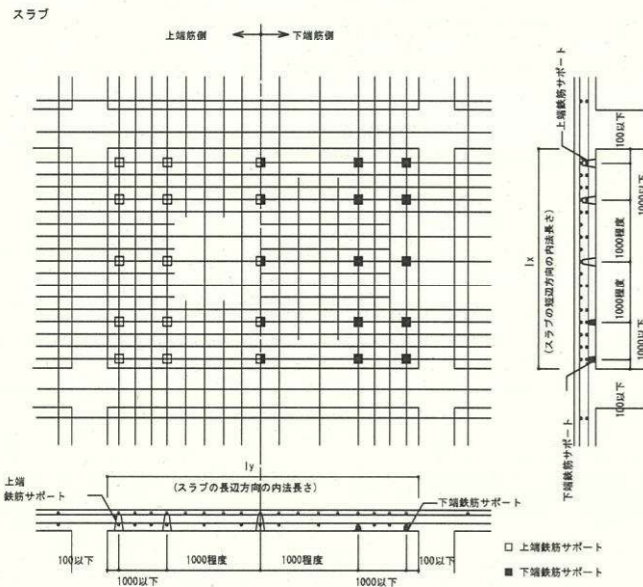 スラブ
上端筋側
下端筋側
上端鉄筋サポート
100以下
1000以下
1000程度
lx
(スラブの短辺方向の内法長さ)
1000程度
1000以下
100以下
下端鉄筋サポート
ly
(スラブの長辺方向の内法長さ)
上端
鉄筋サポート
下端鉄筋サポート
100以下
1000程度
1000程度
100以下
1000以下
1000以下
□ 上端鉄筋サポート
■ 下端鉄筋サポート